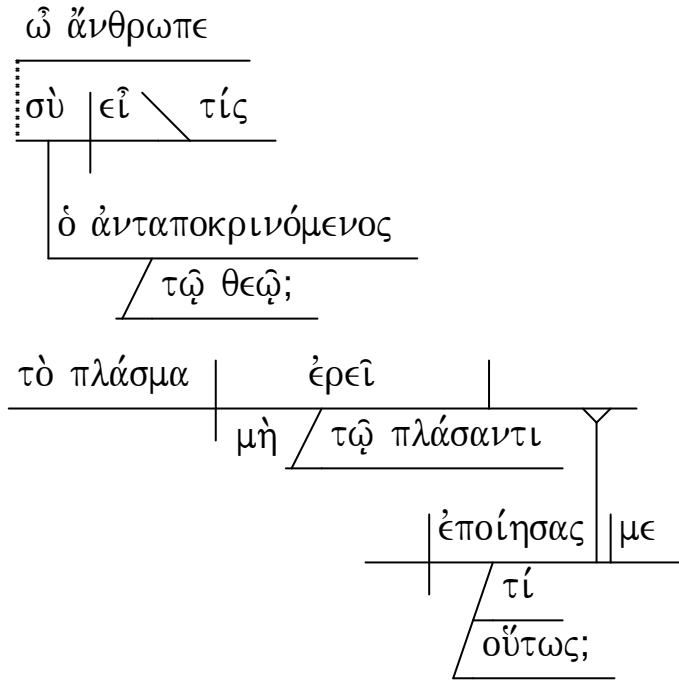 ὦ ἄνθρωπε
σὺ εἶ τίς
ὁ ἀνταποκρινόμενος
τῷ θεῷ;
τὸ πλάσμα ἐρεῖ
μὴ τῷ πλάσαντι
ἐποίησας με
τί
οὕτως;